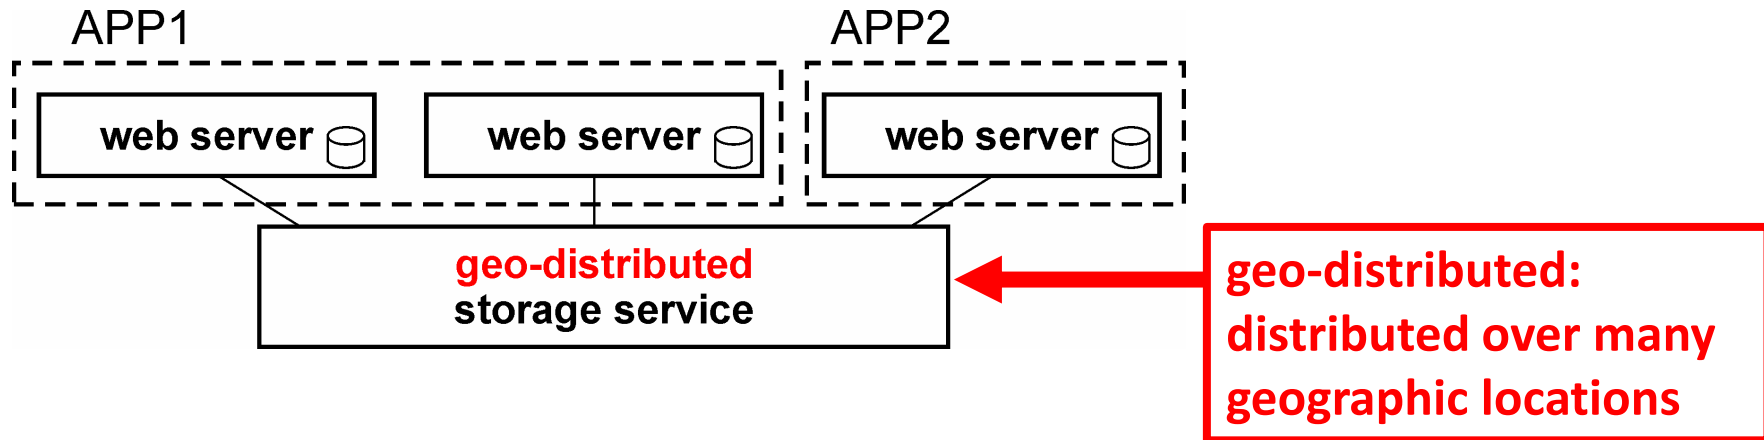 APP1
APP2
web server
web server
web server
geo-distributed
storage service
geo-distributed:
distributed over many
geographic locations